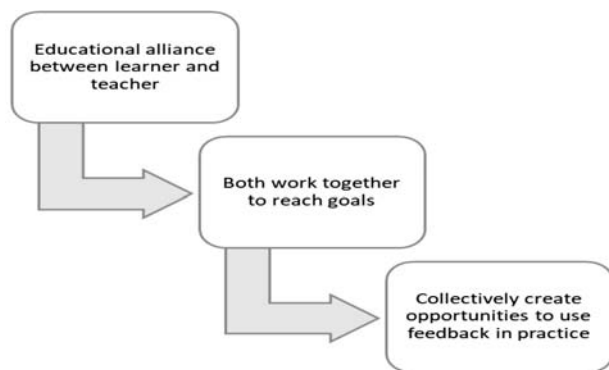 Educational alliance
between learner and
teacher
Both work together
to reach goals
Collectively create
opportunities to use
feedback in practice